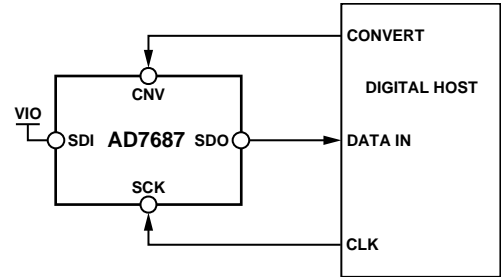 CONVERT
CNV
DIGITAL HOST
VIO
SDI AD7687 SDO
DATA IN
SCK
CLK